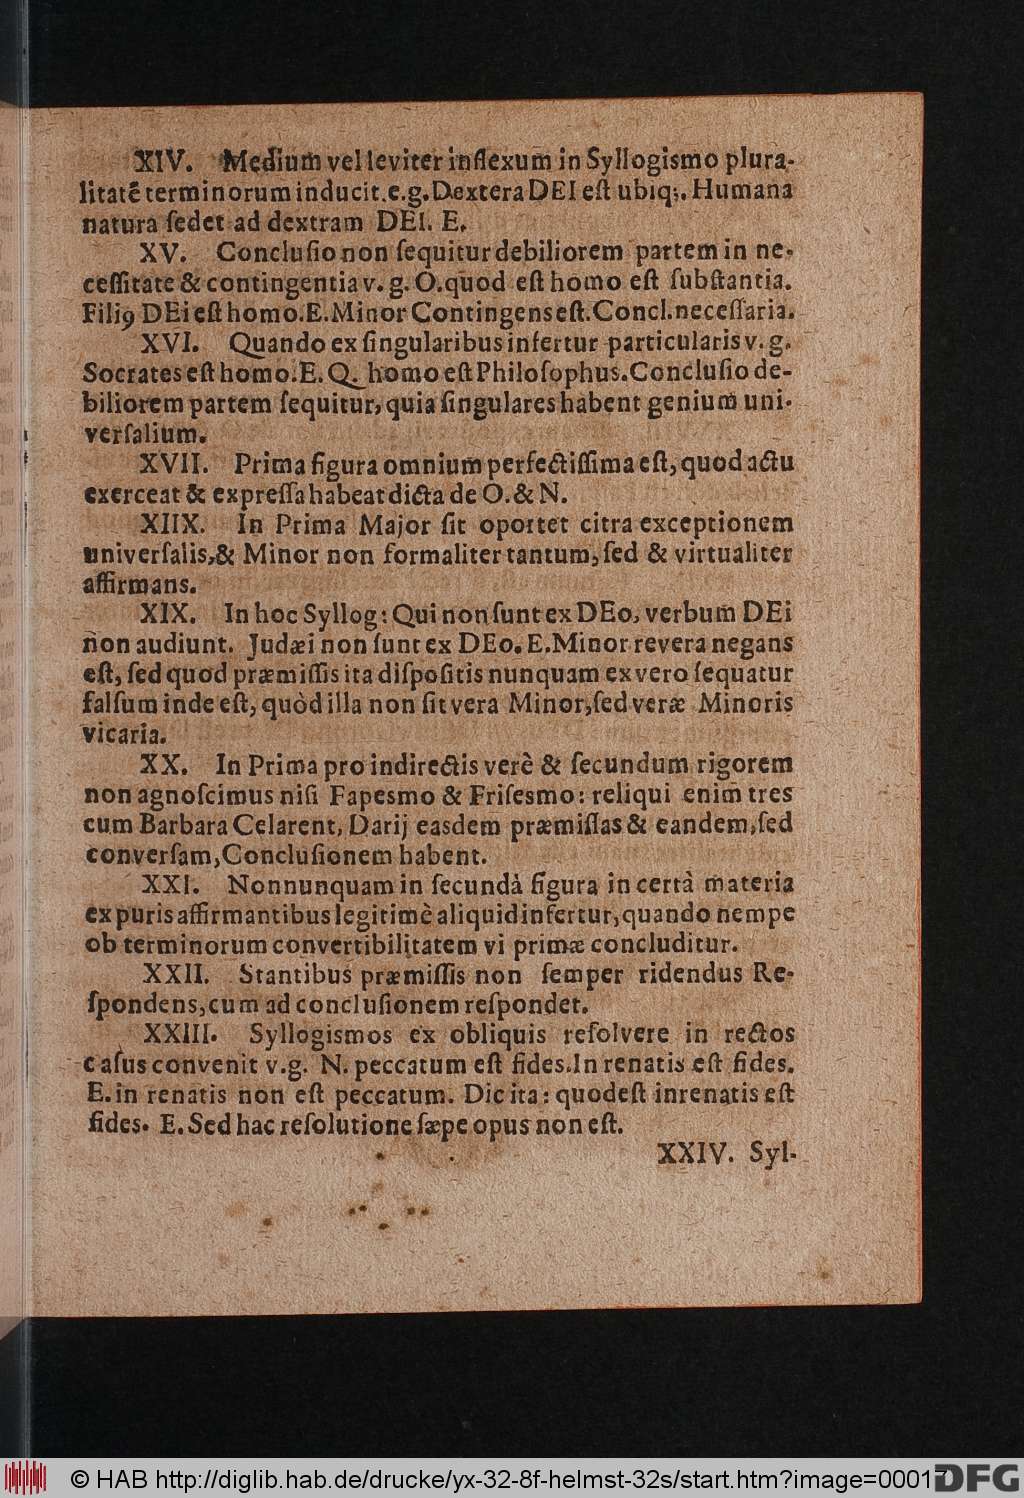 XIV. Medium vel leviter inflexum in Syllogismo plura-
litatẽ terminorum inducit. e. g. Dextera DEI eſt ubiq;. Humana
natura ſedet ad dextram DEI. E.
XV. Concluſio non ſequitur debiliorem partem in ne-
ceſſitate & contingentia v. g. O. quod eſt homo eſt ſubſtantia.
Filiꝰ DEi eſt homo. E. Minor Contingens eſt. Concl. neceſſaria.
XVI. Quando ex ſingularibus infertur particularis v. g.
Socrates eſt homo. E. Q. homo eſt Philoſophus. Concluſio de-
biliorem partem ſequitur, quia ſingulares habent genium uni-
verſalium.
XVII. Prima figura omnium perfectiſſima eſt, quod actu
exerceat & expreſſa habeat dicta de O. & N.
XIIX. In Prima Major ſit oportet citra exceptionem
univerſalis, & Minor non formaliter tantum, ſed & virtualiter
affirmans.
XIX. In hoc Syllog: Qui non ſunt ex DEo, verbum DEi
non audiunt. Judæi non ſunt ex DEo. E. Minor revera negans
eſt, ſed quod præmiſſis ita diſpoſitis nunquam ex vero ſequatur
falſum inde eſt, quòd illa non ſit vera Minor, ſed veræ Minoris
vicaria.
XX. In Prima pro indirectis verè & ſecundum rigorem
non agnoſcimus niſi Fapesmo & Friſesmo: reliqui enim tres
cum Barbara Celarent, Darij easdem præmiſſas & eandem, ſed
converſam, Concluſionem habent.
XXI. Nonnunquam in ſecundà figura in certà materia
ex puris affirmantibus legitimè aliquid infertur, quando nempe
ob terminorum convertibilitatem vi primæ concluditur.
XXII. Stantibus præmiſſis non ſemper ridendus Re-
ſpondens, cum ad concluſionem reſpondet.
XXIII. Syllogismos ex obliquis reſolvere in rectos
caſus convenit v. g. N. peccatum eſt fides. In renatis eſt fides.
E. in renatis non eſt peccatum. Dic ita: quod eſt in renatis eſt
fides. E. Sed hac reſolutione ſæpe opus non eſt.
XXIV. Syl-
© HAB http://diglib.hab.de/drucke/yx-32-8f-helmst-32s/start.htm?image=00017
DFG